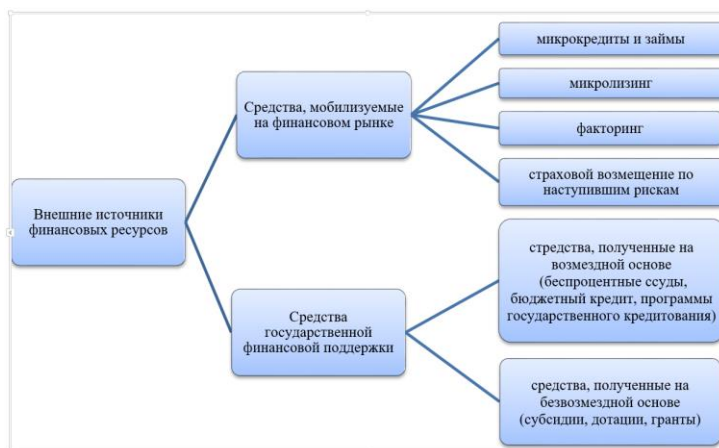 Внешние источники
финансовых ресурсов
Средства, мобилизуемые
на финансовом рынке
микрокредиты и займы
микролизинг
факторинг
страховой возмещение по
наступившим рискам
Средства
государственной
финансовой поддержки
стредства, полученные на
возмездной основе
(беспроцентные ссуды,
бюджетный кредит, программы
государственного кредитования)
средства, полученные на
безвозмездной основе
(субсидии, дотации, гранты)